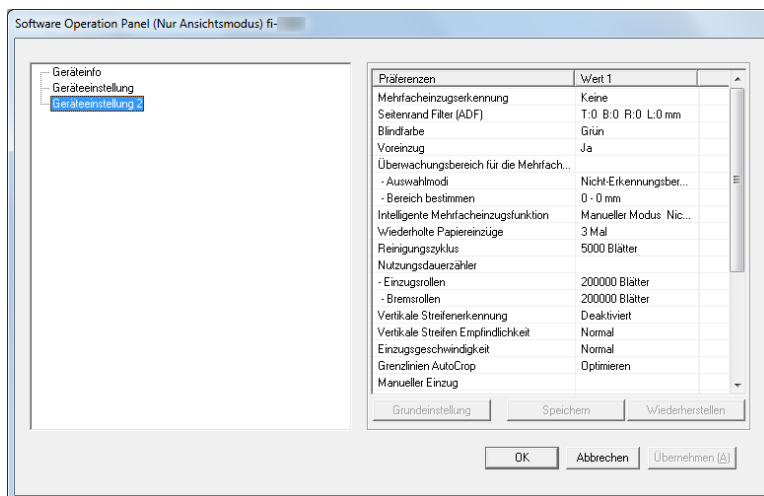 Software Operation Panel (Nur Ansichtsmodus) fi-
Geräteinfo
Geräteeinstellung
Geräteeinstellung 2
Präferenzen Wert 1
Mehrfacheinzugserkennung Keine
Seitenrand Filter (ADF) T:0 B:0 R:0 L:0 mm
Blindfarbe Grün
Voreinzug Ja
Überwachungsbereich für die Mehrfach...
- Auswahlmodi Nicht-Erkennungsber...
- Bereich bestimmen 0 - 0 mm
Intelligente Mehrfacheinzugsfunktion Manueller Modus Nic...
Wiederholte Papiereinzüge 3 Mal
Reinigungszyklus 5000 Blätter
Nutzungsdauerzähler
- Einzugsrollen 200000 Blätter
- Bremsrollen 200000 Blätter
Vertikale Streifenerkennung Deaktiviert
Vertikale Streifen Empfindlichkeit Normal
Einzugsgeschwindigkeit Normal
Grenzlinien AutoCrop Optimieren
Manueller Einzug
Grundeinstellung Speichern Wiederherstellen
OK Abbrechen Übernehmen (A)